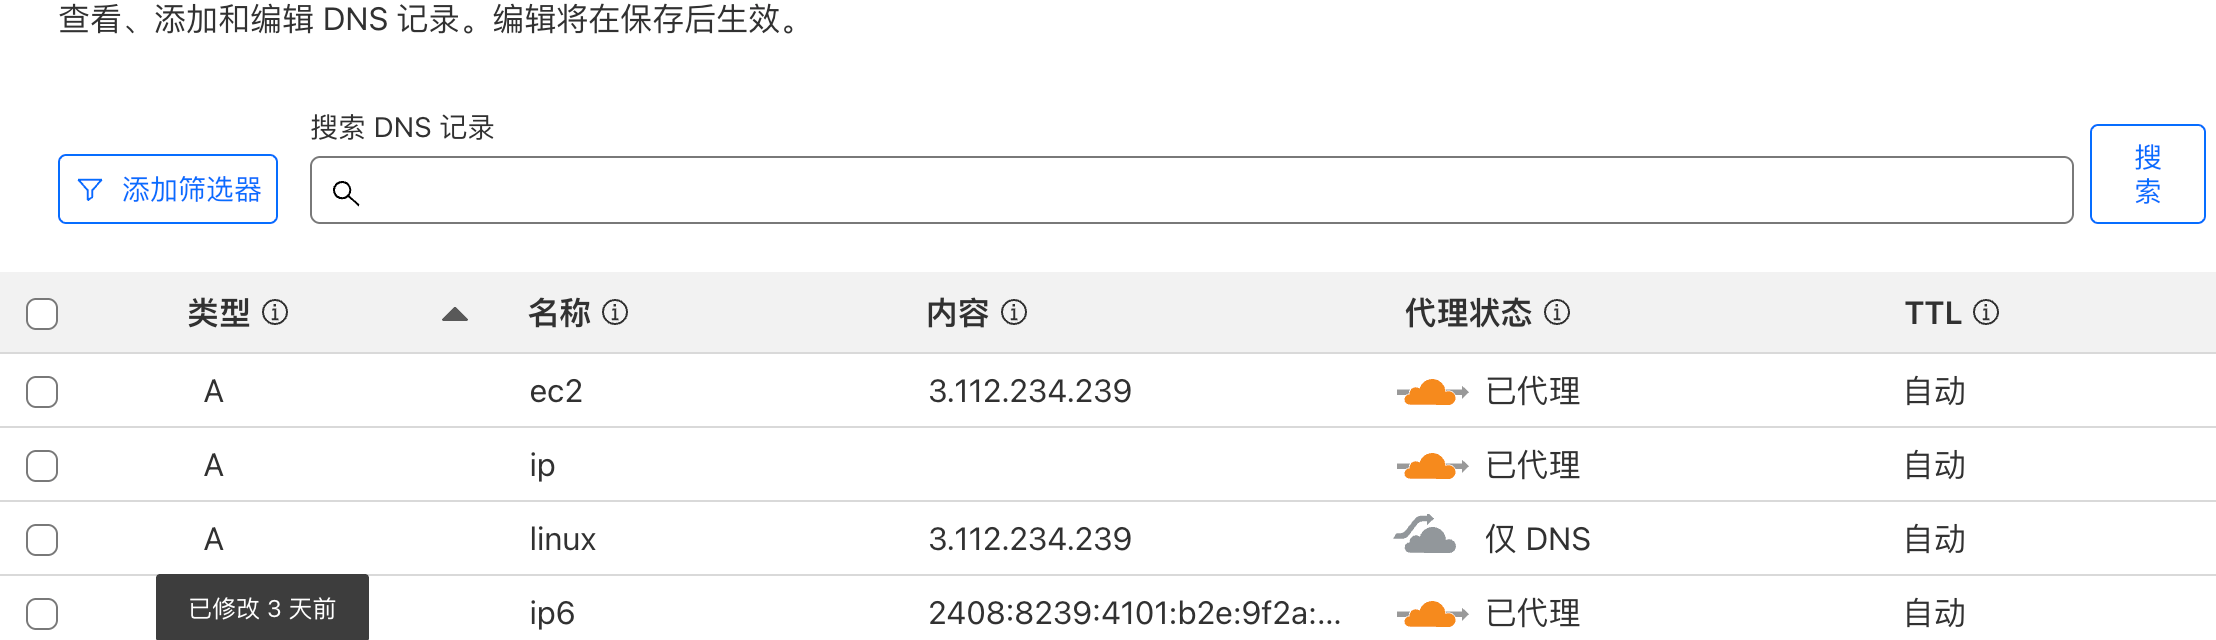 查看、添加和编辑 DNS 记录。编辑将在保存后生效。
搜索 DNS 记录
添加筛选器
搜索
类型 名称 内容 代理状态 TTL
A ec2 3.112.234.239 已代理 自动
A ip 已代理 自动
A linux 3.112.234.239 仅 DNS 自动
已修改 3 天前 ip6 2408:8239:4101:b2e:9f2a:... 已代理 自动